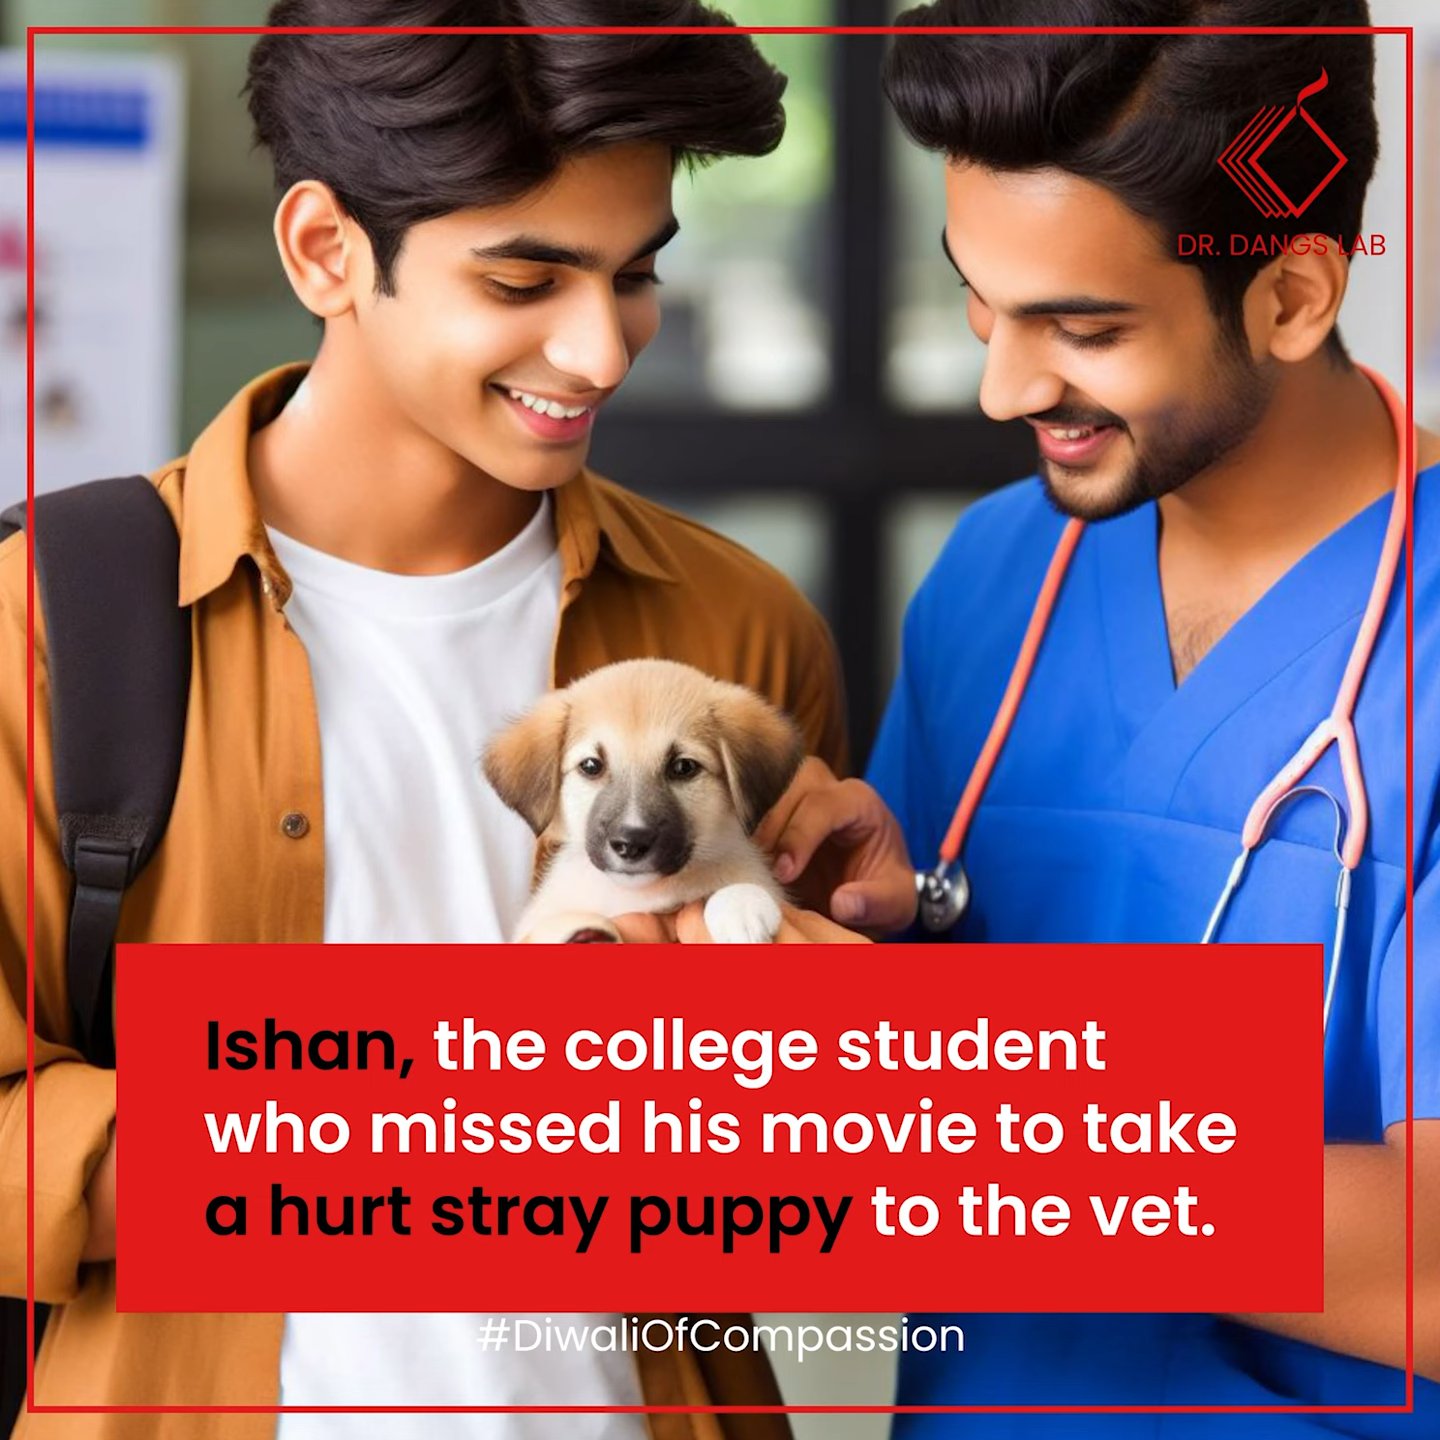 DR. DANGS LAB
Ishan, the college student
who missed his movie to take
a hurt stray puppy to the vet.
#DiwaliOfCompassion